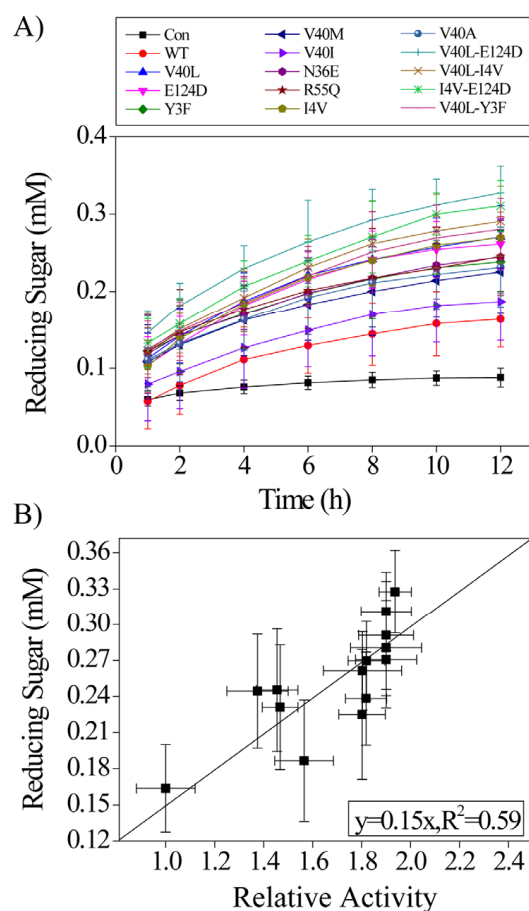 A)
Con V40M V40A
WT V40I V40L-E124D
V40L N36E V40L-I4V
E124D R55Q I4V-E124D
Y3F I4V V40L-Y3F
0.4
0.3
0.2
0.1
0.0
Reducing Sugar (mM)
0 2 4 6 8 10 12
Time (h)
B)
0.36
0.33
0.30
0.27
0.24
0.21
0.18
0.15
0.12
Reducing Sugar (mM)
y=0.15x,R²=0.59
1.0 1.2 1.4 1.6 1.8 2.0 2.2 2.4
Relative Activity